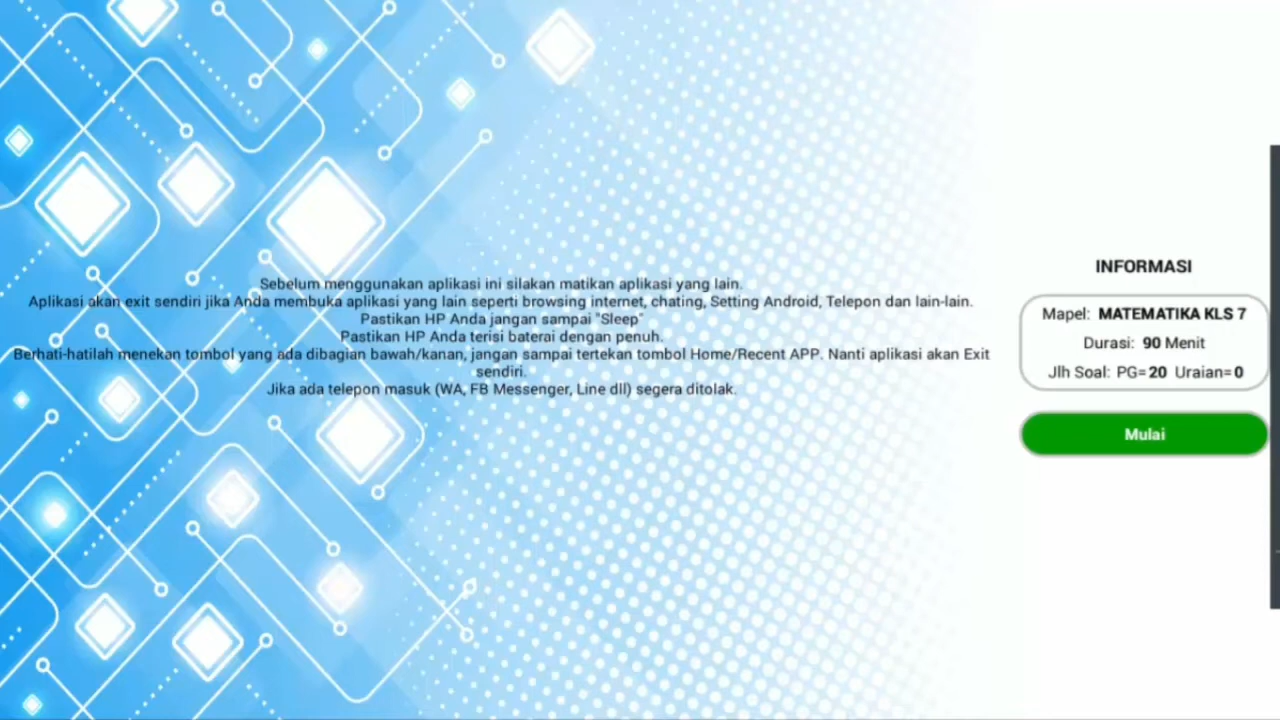 Sebelum menggunakan aplikasi ini silakan matikan aplikasi yang lain.
Aplikasi akan exit sendiri jika Anda membuka aplikasi yang lain seperti browsing internet, chating, Setting Android, Telepon dan lain-lain.
Pastikan HP Anda jangan sampai "Sleep"
Pastikan HP Anda terisi baterai dengan penuh.
Berhati-hatilah menekan tombol yang ada dibagian bawah/kanan, jangan sampai tertekan tombol Home/Recent APP. Nanti aplikasi akan Exit
sendiri.
Jika ada telepon masuk (WA, FB Messenger, Line dll) segera ditolak.
INFORMASI
Mapel: MATEMATIKA KLS 7
Durasi: 90 Menit
Jlh Soal: PG=20 Uraian=0
Mulai